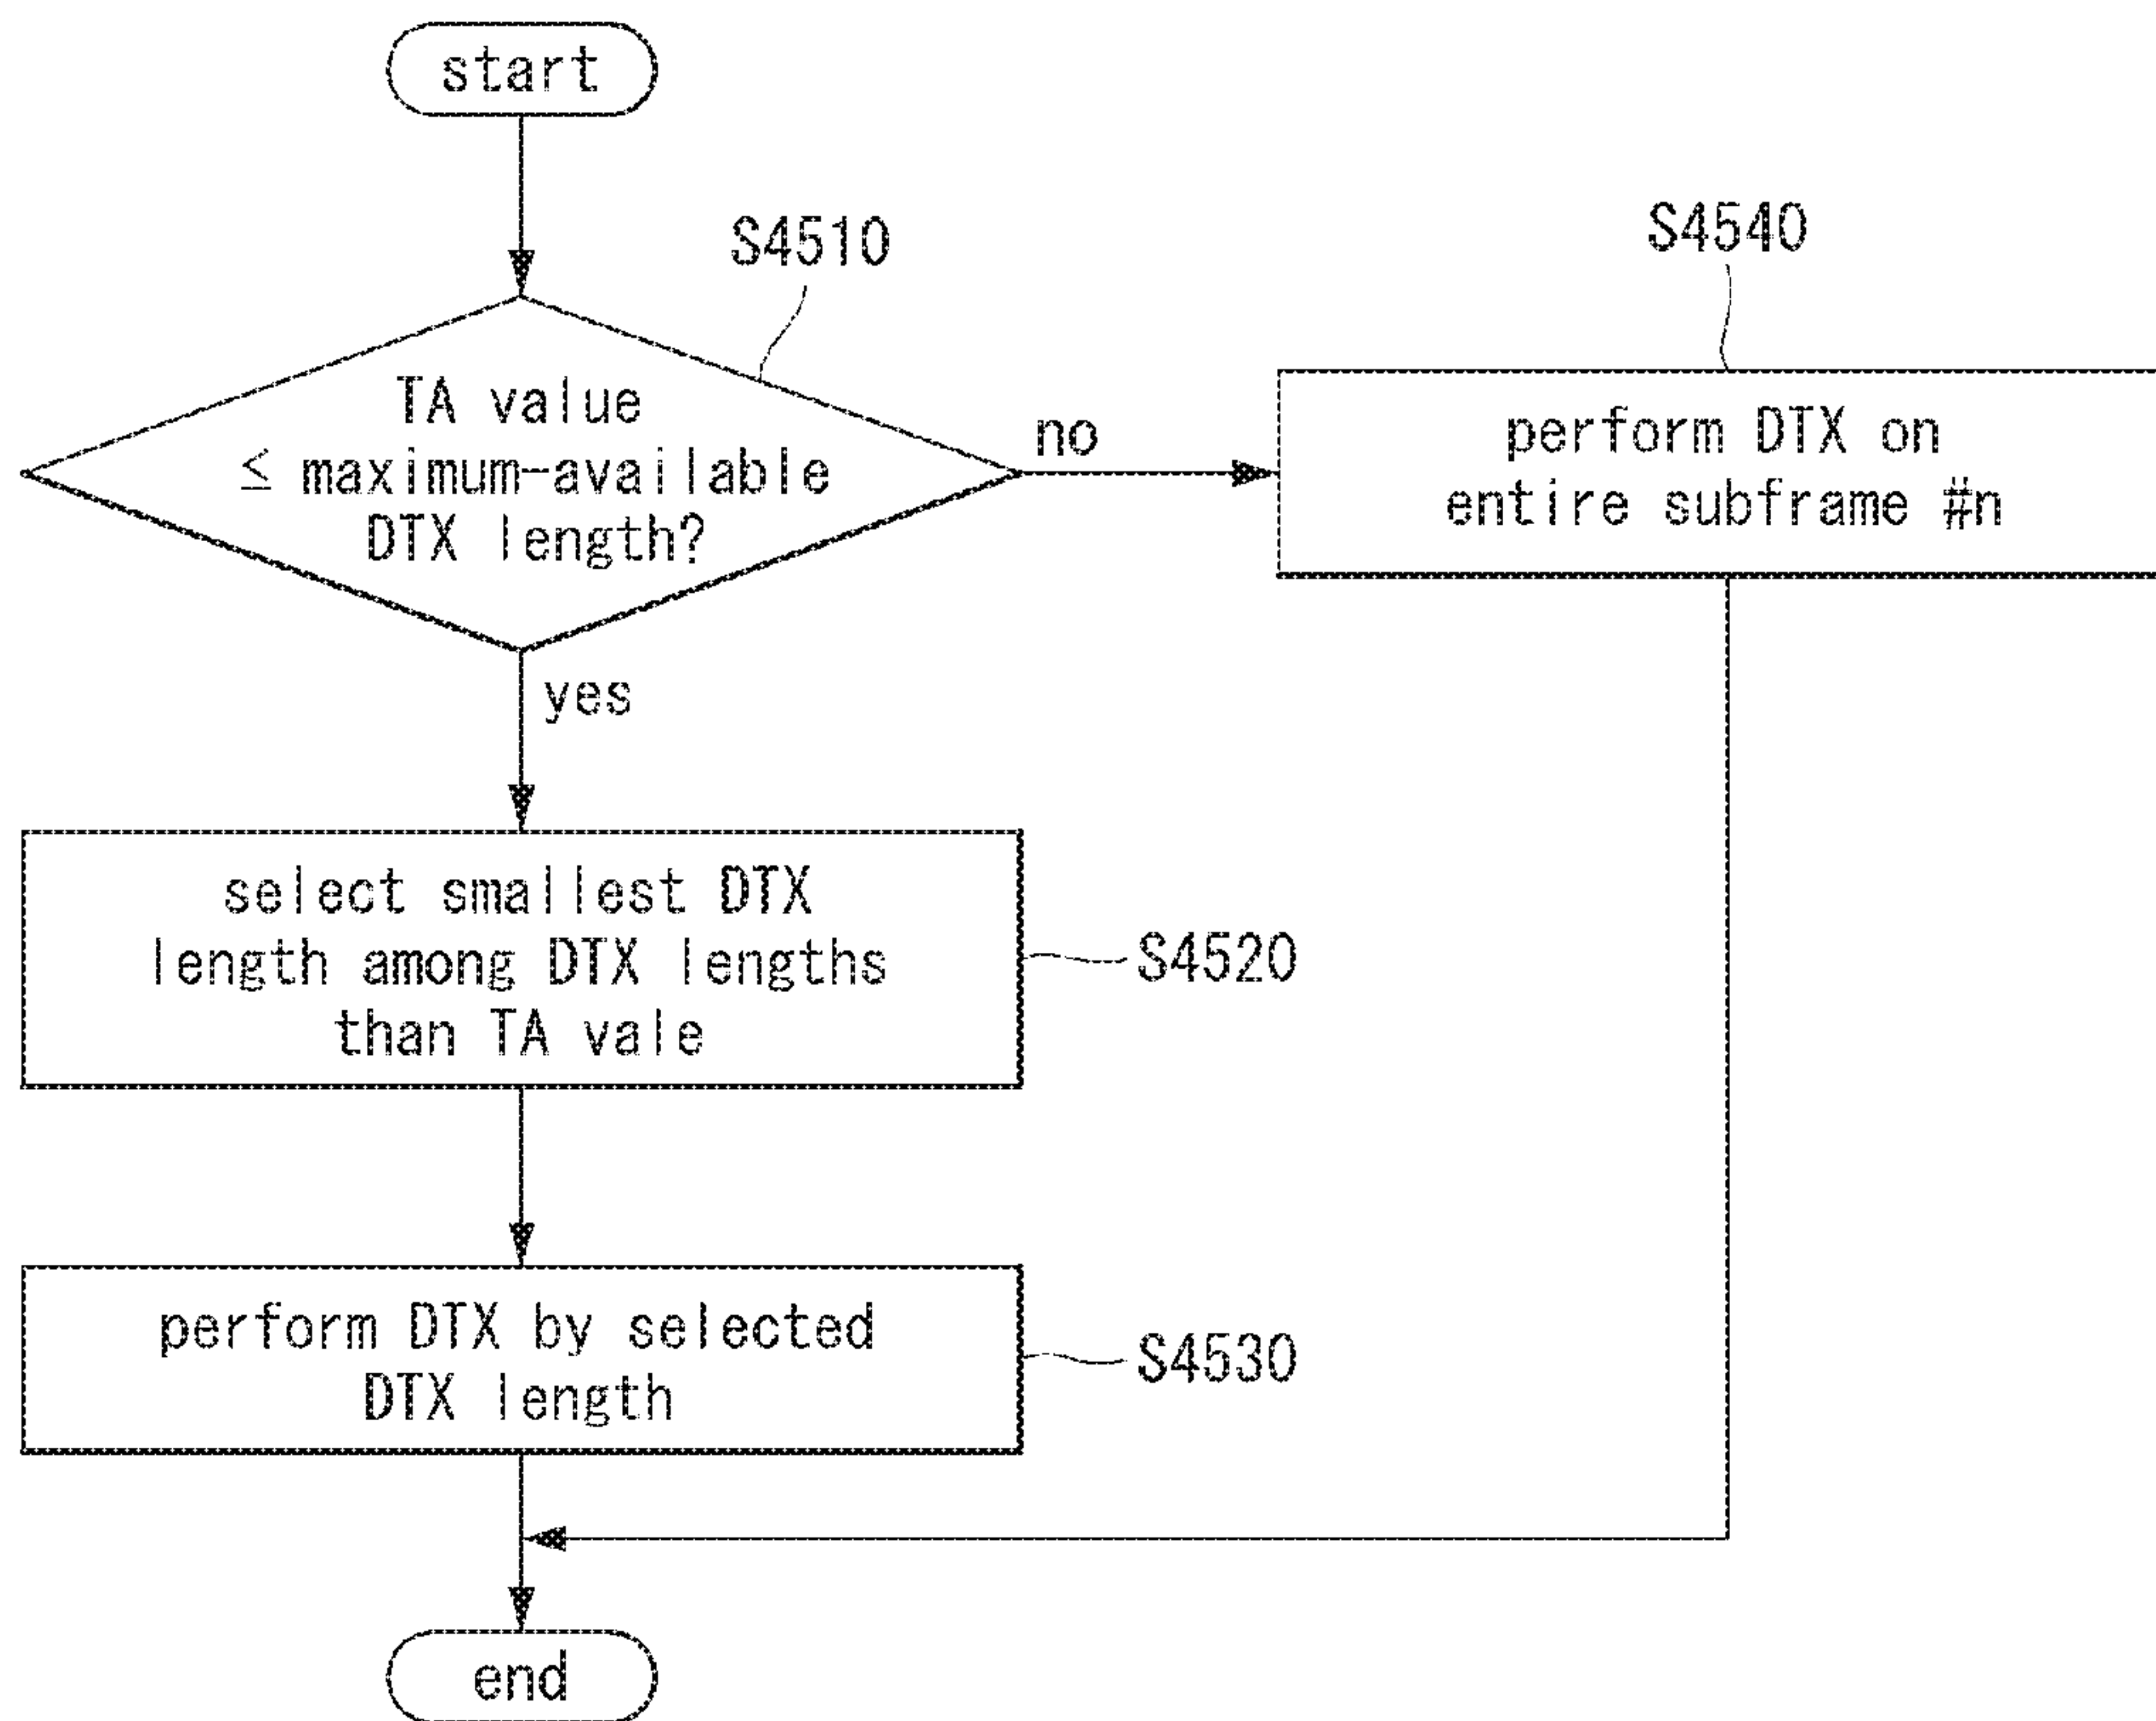 start
S4510
S4540
TA value
≤ maximum-available
DTX length?
no
perform DTX on
entire subframe #n
yes
select smallest DTX
length among DTX lengths
than TA vale
S4520
perform DTX by selected
DTX length
S4530
end